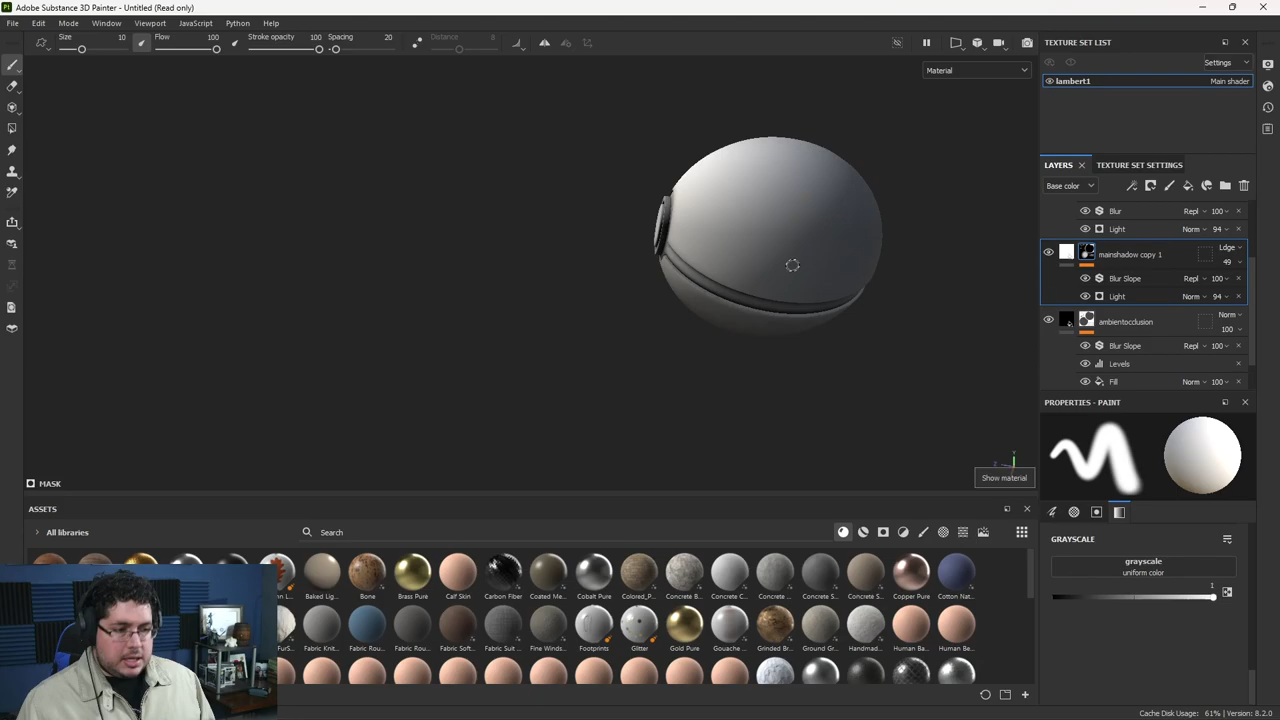 Pt Adobe Substance 3D Painter - Untitled (Read only)
File Edit Mode Window Viewport JavaScript Python Help
Size 10 Flow 100 Stroke opacity 100 Spacing 20 Distance 8
Material
TEXTURE SET LIST
Settings
lambert1 Main shader
LAYERS TEXTURE SET SETTINGS
Base color
Blur Repl 100
Light Norm 94
mainshadow copy 1 Ldge 49
Blur Slope Repl 100
Light Norm 94
ambientocclusion Norm 100
Blur Slope Repl 100
Levels
Fill Norm 100
PROPERTIES - PAINT
Y
Z
Show material
MASK
ASSETS
All libraries Search
GRAYSCALE
grayscale
uniform color
1
Baked Lig... Bone Brass Pure Calf Skin Carbon Fiber Coated Me... Cobalt Pure Colored_P... Concrete B... Concrete C... Concrete ... Concrete S... Concrete W... Copper Pure Cotton Nat...
Fabric Knit... Fabric Rou... Fabric Rou... Fabric Soft... Fabric Suit ... Fine Winds... Footprints Glitter Gold Pure Gouache ... Grinded Br... Ground Gr... Handmad... Human Ba... Human Be...
Cache Disk Usage: 61% | Version: 8.2.0